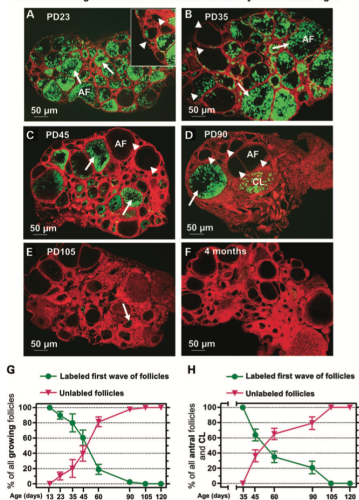 A PD23
AF
50 µm
B PD35
AF
50 µm
C PD45
AF
50 µm
D PD90
AF
CL
50 µm
E PD105
50 µm
F 4 months
50 µm
G
Labeled first wave of follicles
Unlabled follicles
% of all growing follicles
100
80
60
40
20
0
Age (days) 13 23 35 45 60 90 105 120
H
Labeled first wave of follicles
Unlabeled follicles
% of all antral follicles and CL
100
80
60
40
20
0
Age (days) 35 45 60 90 105 120